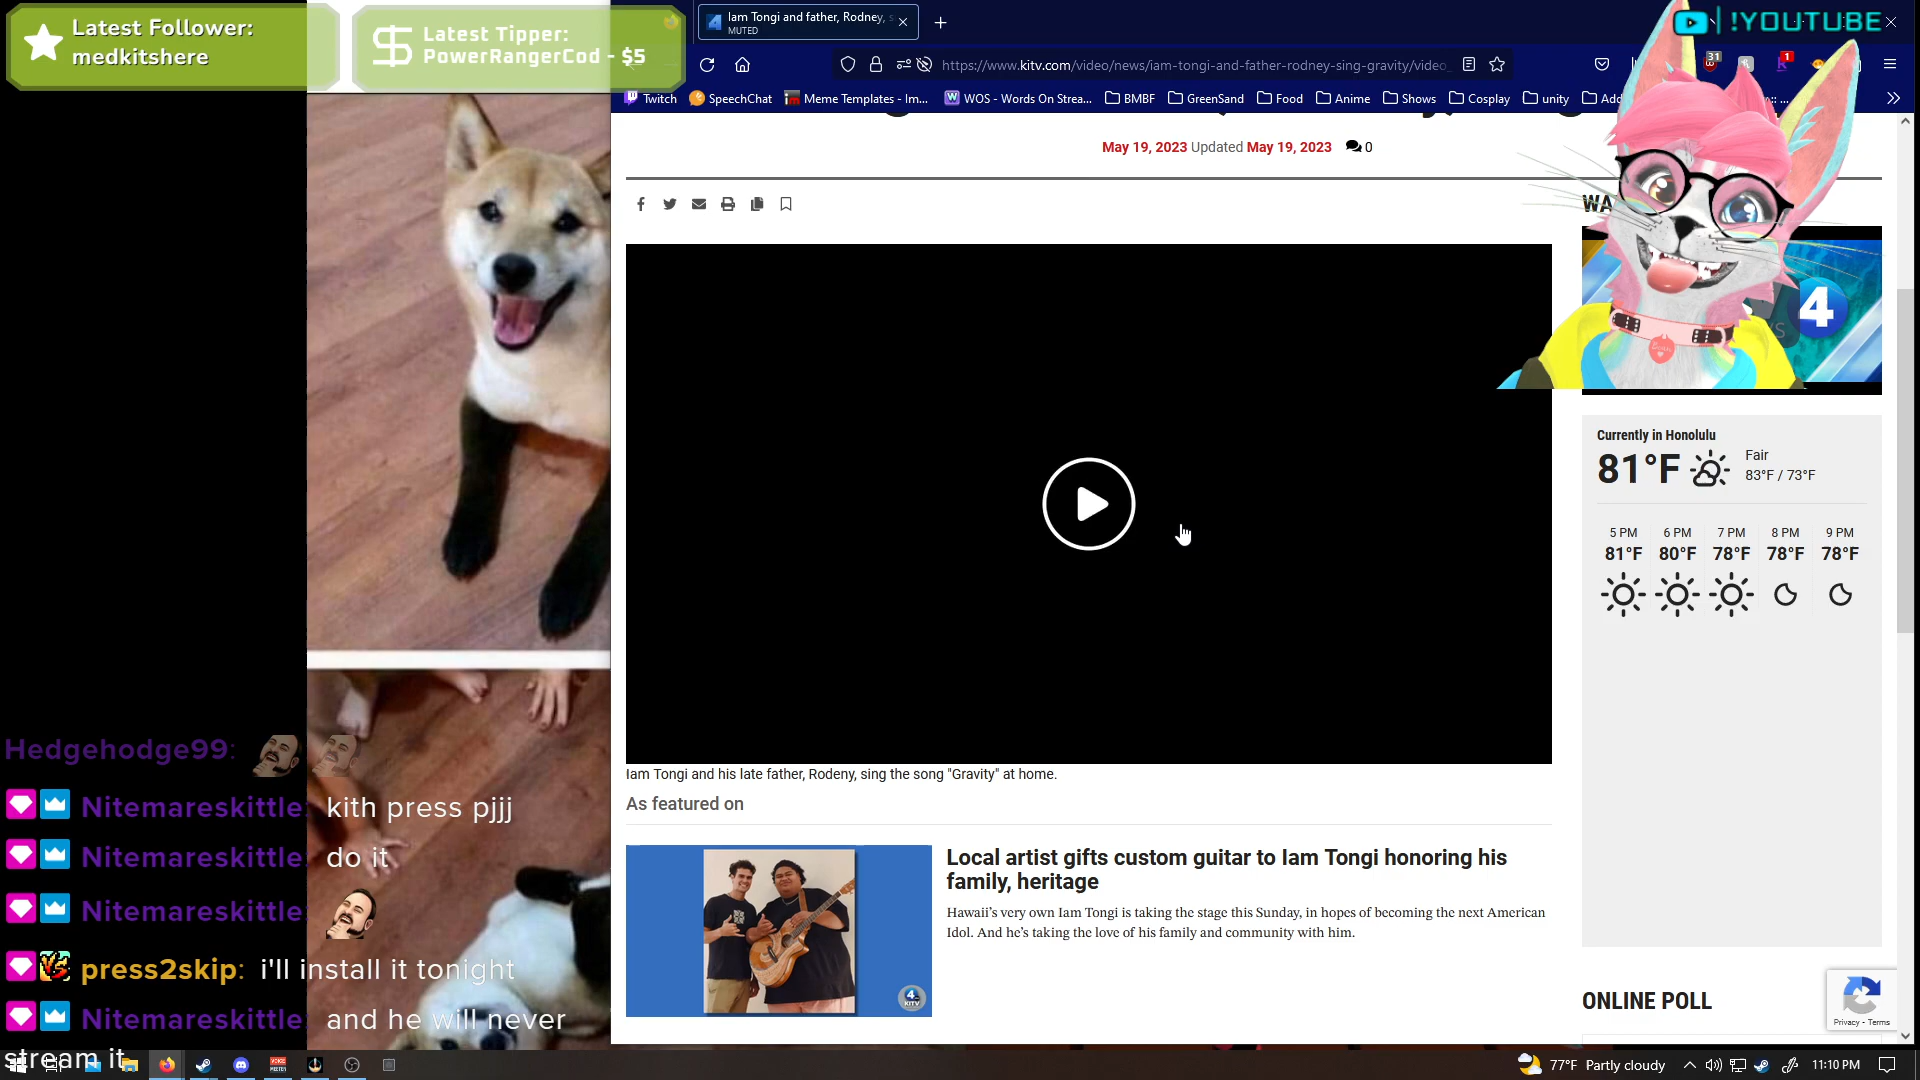 Latest Follower:
medkitshere
Latest Tipper:
PowerRangerCod - $5
Iam Tongi and father, Rodney, s
MUTED
| !YOUTUBE
https://www.kitv.com/video/news/iam-tongi-and-father-rodney-sing-gravity/video_
31
1
Twitch
SpeechChat
Meme Templates - Im...
WOS - Words On Strea...
BMBF
GreenSand
Food
Anime
Shows
Cosplay
unity
Add
May 19, 2023 Updated May 19, 2023 0
WA
4
Currently in Honolulu
81°F
Fair
83°F / 73°F
5 PM 6 PM 7 PM 8 PM 9 PM
81°F 80°F 78°F 78°F 78°F
Iam Tongi and his late father, Rodeny, sing the song "Gravity" at home.
As featured on
Local artist gifts custom guitar to Iam Tongi honoring his
family, heritage
Hawaii's very own Iam Tongi is taking the stage this Sunday, in hopes of becoming the next American
Idol. And he's taking the love of his family and community with him.
4
KITV
ONLINE POLL
Privacy - Terms
Hedgehodge99:
Nitemareskittle: kith press pjjj
Nitemareskittle: do it
Nitemareskittle:
press2skip: i'll install it tonight
Nitemareskittle: and he will never
stream it
77°F Partly cloudy
11:10 PM